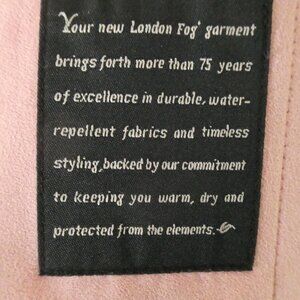 Your new London Fog® garment
brings forth more than 75 years
of excellence in durable, water-
repellent fabrics and timeless
styling, backed by our commitment
to keeping you warm, dry and
protected from the elements.